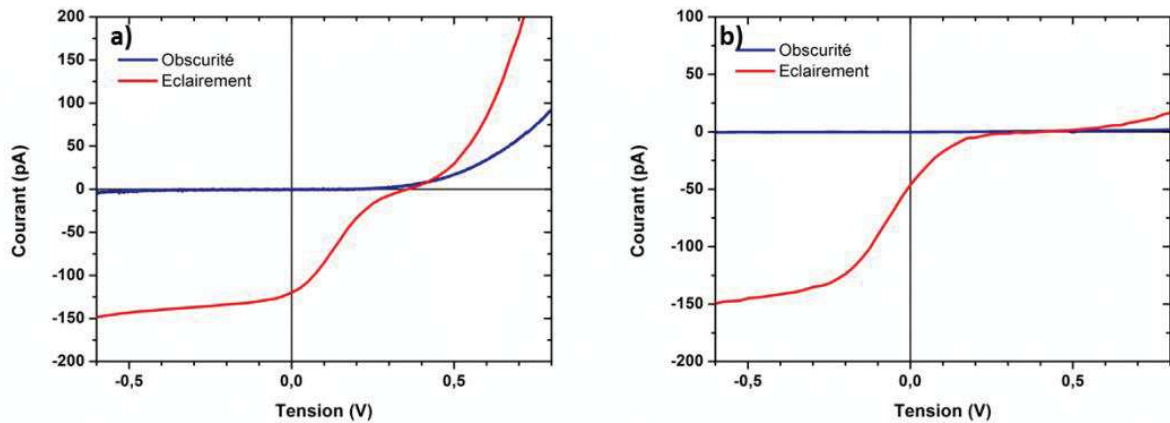 a)
Obscurité
Eclairement
200
150
100
50
0
-50
-100
-150
-200
Courant (pA)
-0,5
0,0
0,5
Tension (V)
b)
Obscurité
Eclairement
100
50
0
-50
-100
-150
-200
Courant (pA)
-0,5
0,0
0,5
Tension (V)